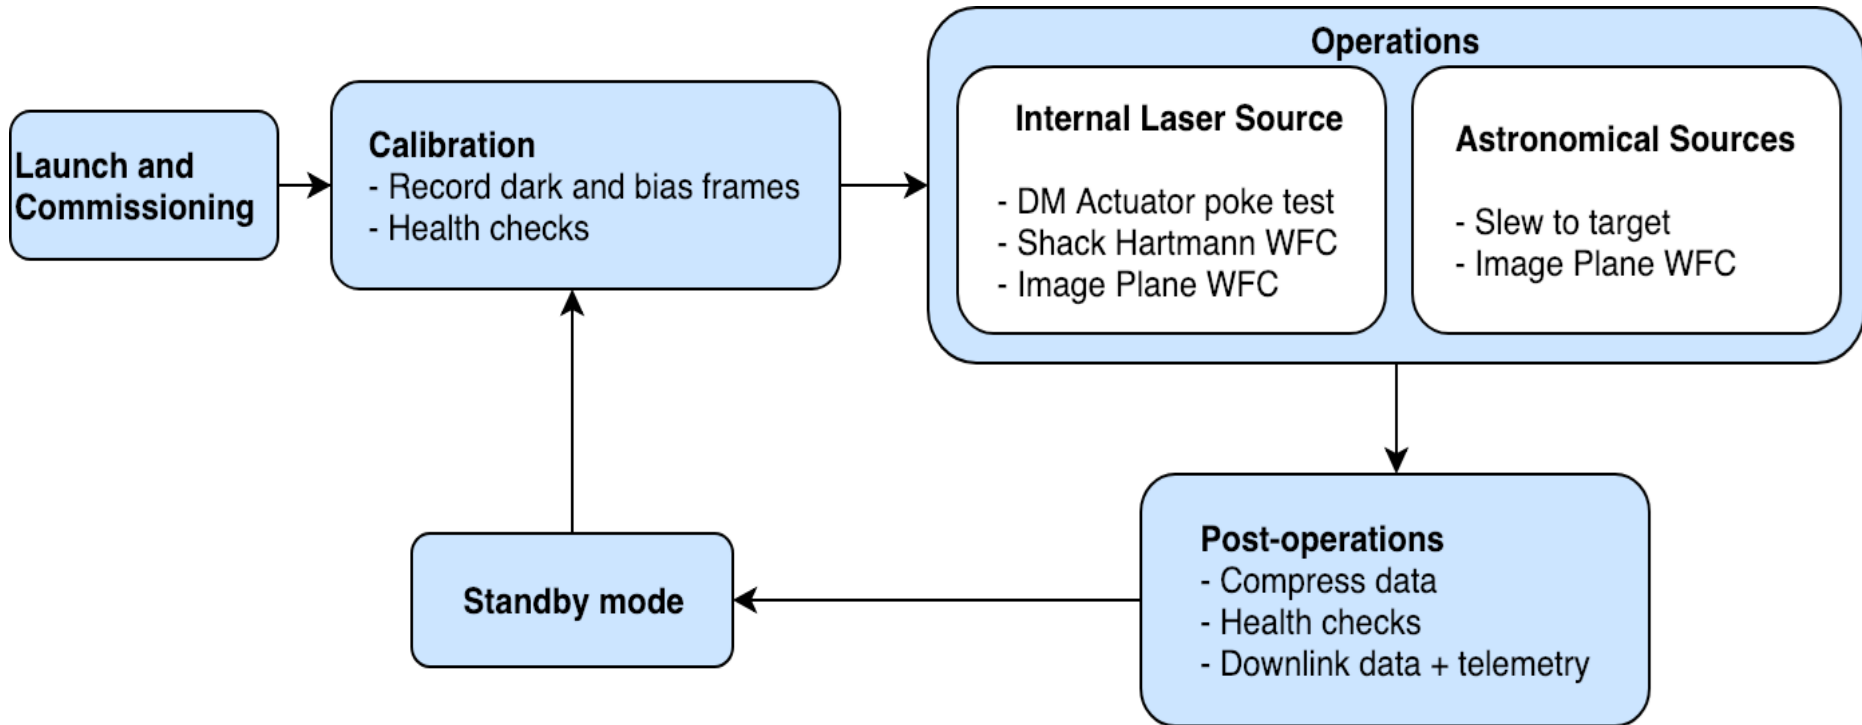 Launch and
Commissioning
Calibration
- Record dark and bias frames
- Health checks
Operations
Internal Laser Source
- DM Actuator poke test
- Shack Hartmann WFC
- Image Plane WFC
Astronomical Sources
- Slew to target
- Image Plane WFC
Post-operations
- Compress data
- Health checks
- Downlink data + telemetry
Standby mode